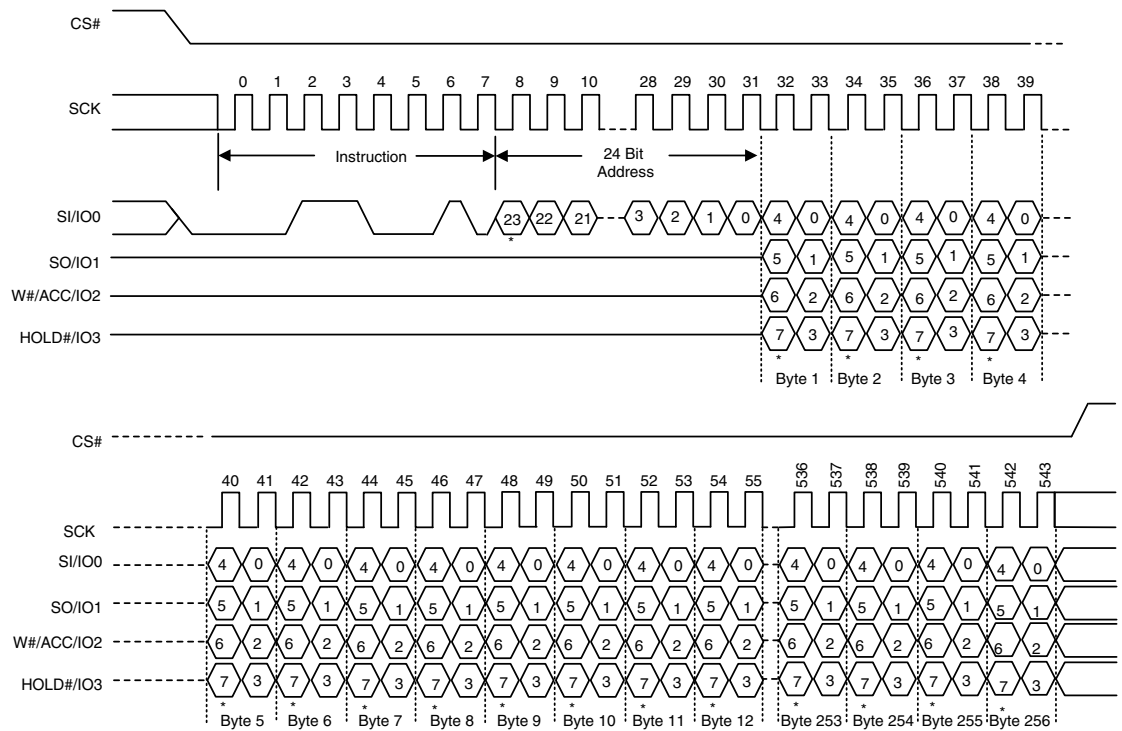 CS#
0 1 2 3 4 5 6 7 8 9 10 28 29 30 31 32 33 34 35 36 37 38 39
SCK
Instruction
24 Bit
Address
SI/IO0 23 22 21 3 2 1 0 4 0 4 0 4 0 4 0
*
SO/IO1 5 1 5 1 5 1 5 1
W#/ACC/IO2 6 2 6 2 6 2 6 2
HOLD#/IO3 7 3 7 3 7 3 7 3
* * * *
Byte 1 Byte 2 Byte 3 Byte 4
CS#
40 41 42 43 44 45 46 47 48 49 50 51 52 53 54 55 536 537 538 539 540 541 542 543
SCK
SI/IO0 4 0 4 0 4 0 4 0 4 0 4 0 4 0 4 0 4 0 4 0 4 0 4 0
SO/IO1 5 1 5 1 5 1 5 1 5 1 5 1 5 1 5 1 5 1 5 1 5 1 5 1
W#/ACC/IO2 6 2 6 2 6 2 6 2 6 2 6 2 6 2 6 2 6 2 6 2 6 2 6 2
HOLD#/IO3 7 3 7 3 7 3 7 3 7 3 7 3 7 3 7 3 7 3 7 3 7 3 7 3
* * * * * * * * * * * *
Byte 5 Byte 6 Byte 7 Byte 8 Byte 9 Byte 10 Byte 11 Byte 12 Byte 253 Byte 254 Byte 255 Byte 256